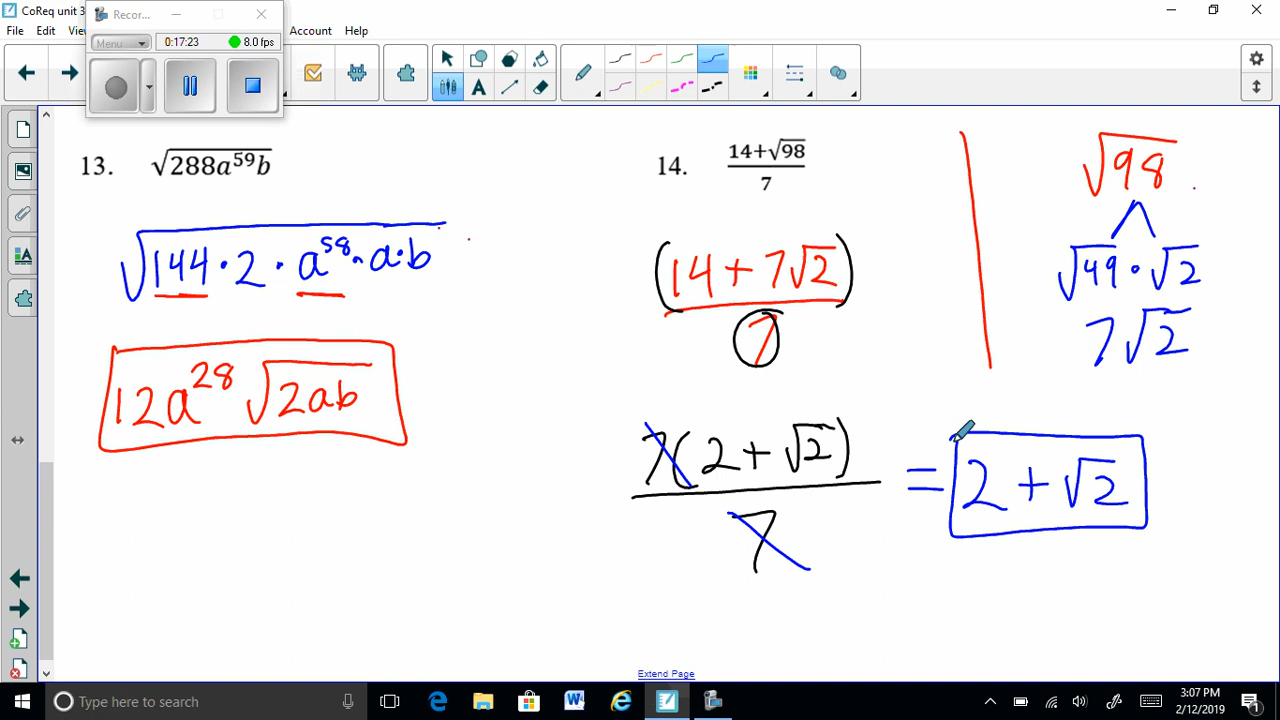 CoReq unit 3
Recor...
File Edit Vie Account Help
Menu 0:17:23 8.0 fps
13. √288a⁵⁹b
√144 · 2 · a⁵⁸ · a · b
12a²⁸ √2ab
14. 14+√98
7
(14 + 7√2)
7
7(2 + √2)
7
= 2 + √2
√98
√49 · √2
7√2
Extend Page
Type here to search
3:07 PM
2/12/2019